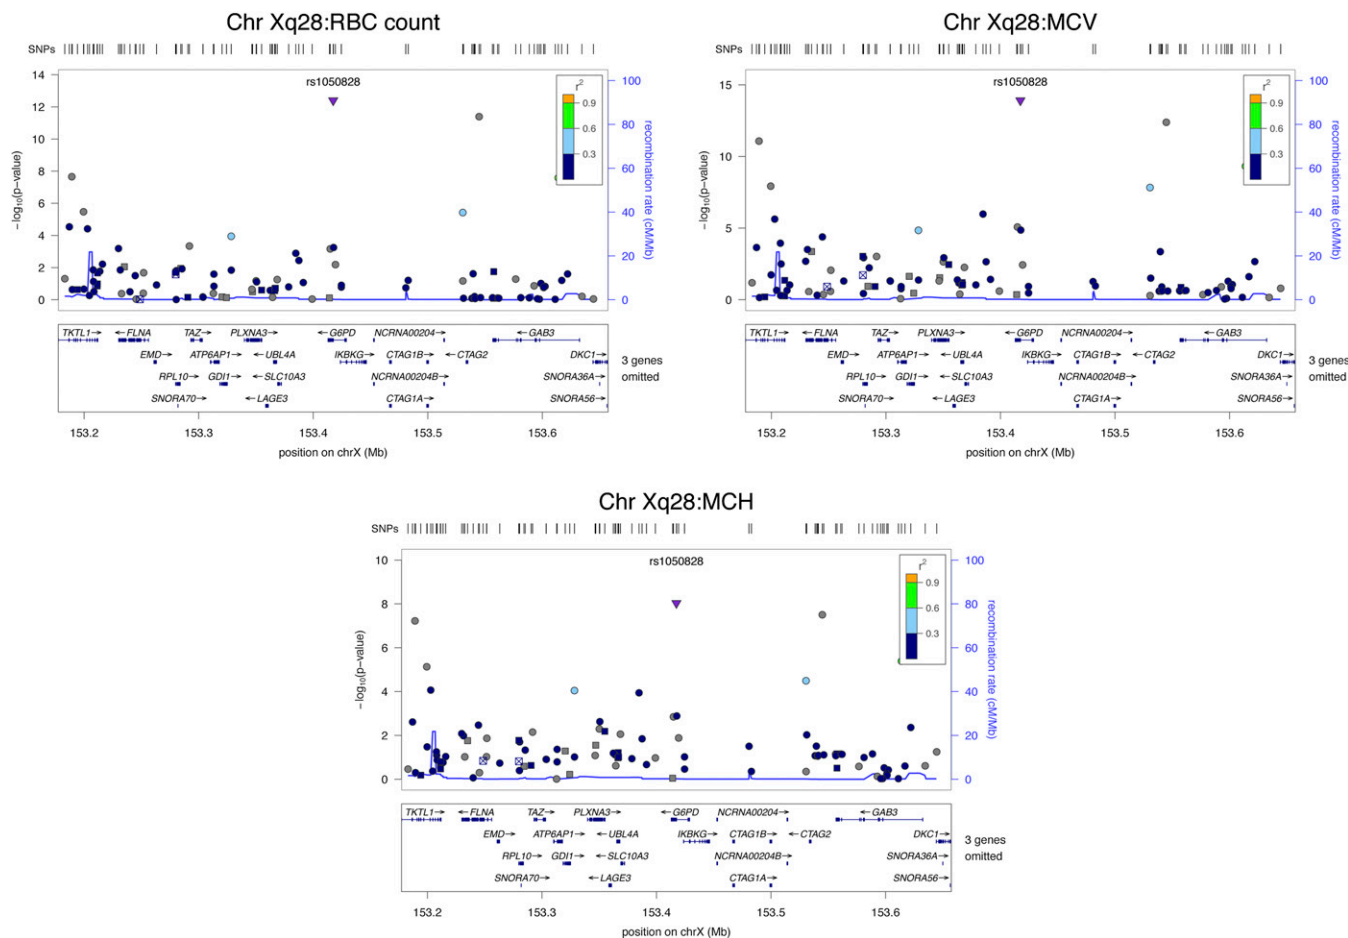 Chr Xq28:RBC count
SNPs
14
12
10
8
6
4
2
0
−log10(p−value)
rs1050828
r2
0.9
0.6
0.3
100
80
60
40
20
0
recombination rate (cM/Mb)
TKTL1→ ←FLNA TAZ→ PLXNA3→ ←G6PD NCRNA00204→ ←GAB3
EMD→ ATP6AP1→ ←UBL4A IKBKG→ CTAG1B→ ←CTAG2 DKC1→
RPL10→ GDI1→ ←SLC10A3 NCRNA00204B→ SNORA36A→
SNORA70→ ←LAGE3 CTAG1A→ SNORA56→
3 genes
omitted
153.2 153.3 153.4 153.5 153.6
position on chrX (Mb)
Chr Xq28:MCV
SNPs
15
10
5
0
−log10(p−value)
rs1050828
r2
0.9
0.6
0.3
100
80
60
40
20
0
recombination rate (cM/Mb)
TKTL1→ ←FLNA TAZ→ PLXNA3→ ←G6PD NCRNA00204→ ←GAB3
EMD→ ATP6AP1→ ←UBL4A IKBKG→ CTAG1B→ ←CTAG2 DKC1→
RPL10→ GDI1→ ←SLC10A3 NCRNA00204B→ SNORA36A→
SNORA70→ ←LAGE3 CTAG1A→ SNORA56→
3 genes
omitted
153.2 153.3 153.4 153.5 153.6
position on chrX (Mb)
Chr Xq28:MCH
SNPs
10
8
6
4
2
0
−log10(p−value)
rs1050828
r2
0.9
0.6
0.3
100
80
60
40
20
0
recombination rate (cM/Mb)
TKTL1→ ←FLNA TAZ→ PLXNA3→ ←G6PD NCRNA00204→ ←GAB3
EMD→ ATP6AP1→ ←UBL4A IKBKG→ CTAG1B→ ←CTAG2 DKC1→
RPL10→ GDI1→ ←SLC10A3 NCRNA00204B→ SNORA36A→
SNORA70→ ←LAGE3 CTAG1A→ SNORA56→
3 genes
omitted
153.2 153.3 153.4 153.5 153.6
position on chrX (Mb)